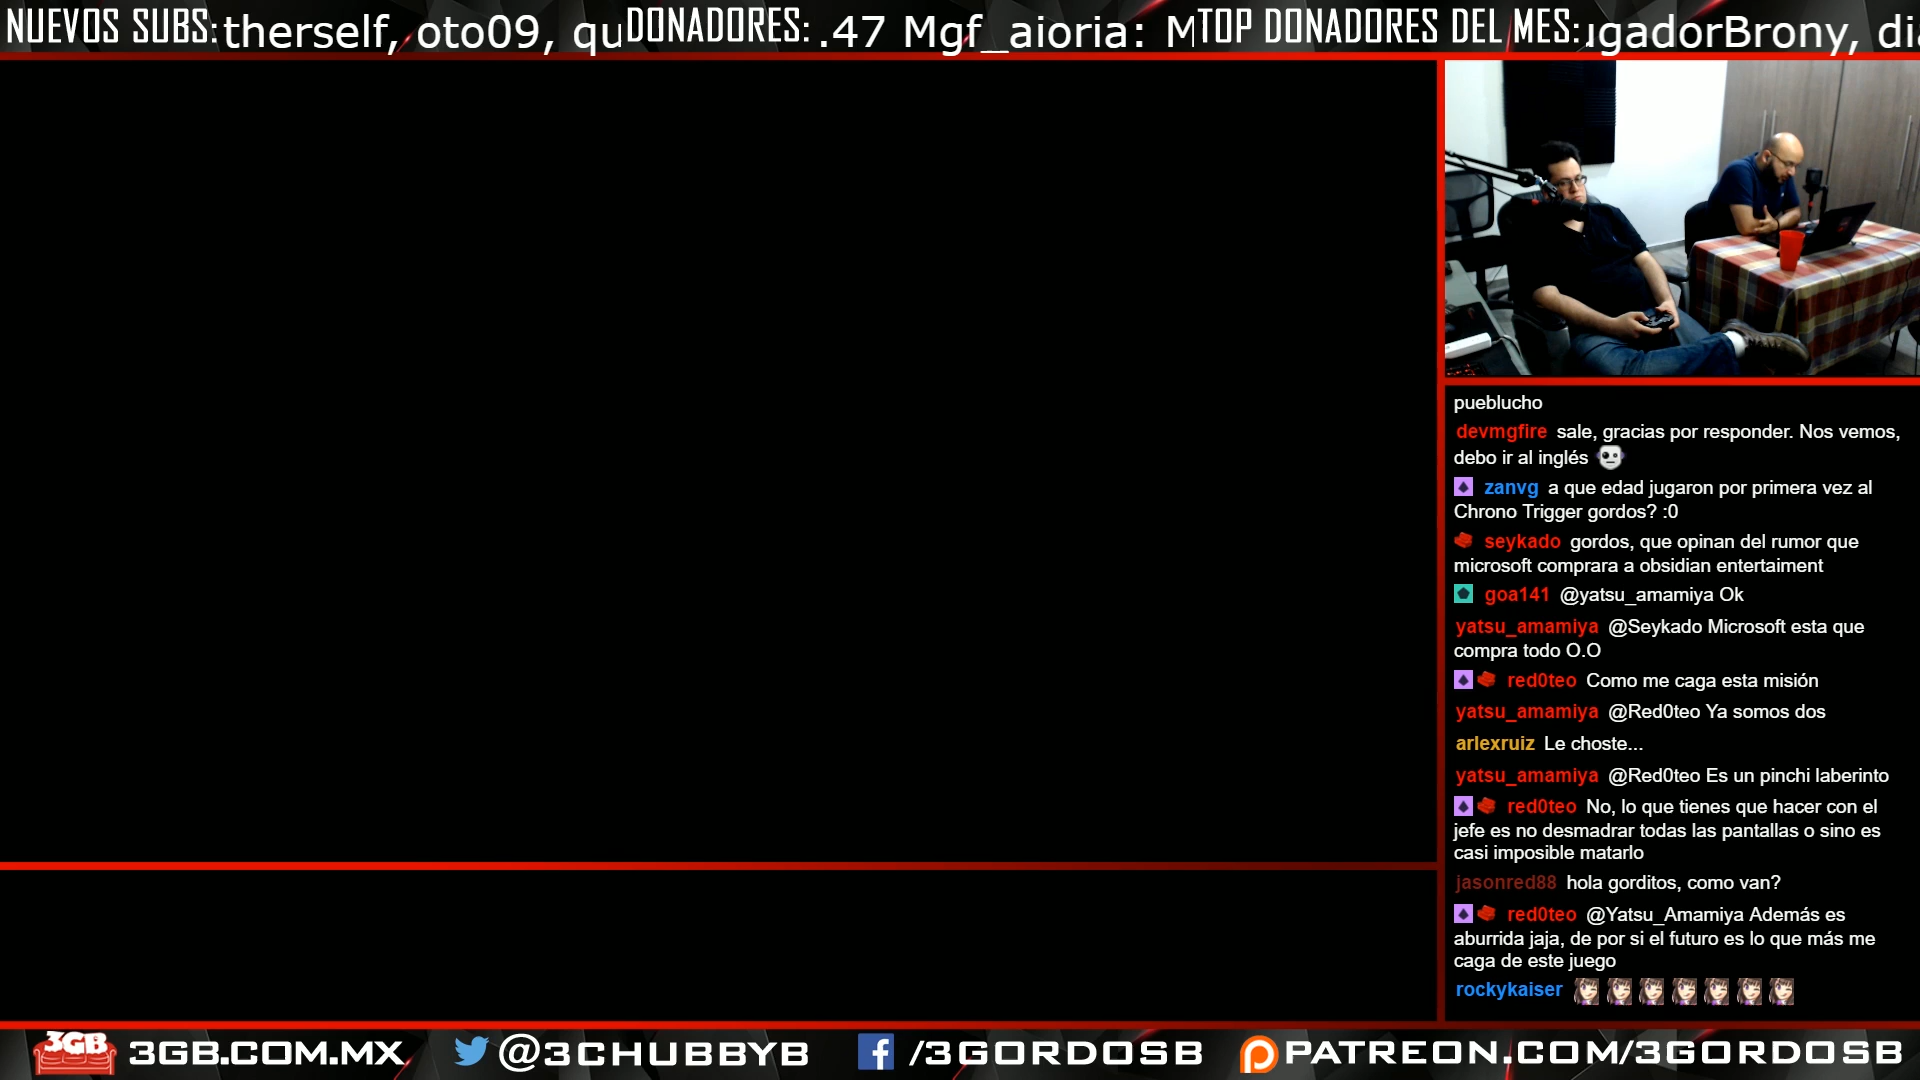 NUEVOS SUBS: therself, oto09, qu DONADORES: .47 Mgf_aioria: M TOP DONADORES DEL MES: ugadorBrony, dia
pueblucho
devmgfire sale, gracias por responder. Nos vemos,
debo ir al inglés
zanvg a que edad jugaron por primera vez al
Chrono Trigger gordos? :0
seykado gordos, que opinan del rumor que
microsoft comprara a obsidian entertaiment
goa141 @yatsu_amamiya Ok
yatsu_amamiya @Seykado Microsoft esta que
compra todo O.O
red0teo Como me caga esta misión
yatsu_amamiya @Red0teo Ya somos dos
arlexruiz Le choste...
yatsu_amamiya @Red0teo Es un pinchi laberinto
red0teo No, lo que tienes que hacer con el
jefe es no desmadrar todas las pantallas o sino es
casi imposible matarlo
jasonred88 hola gorditos, como van?
red0teo @Yatsu_Amamiya Además es
aburrida jaja, de por si el futuro es lo que más me
caga de este juego
rockykaiser
3GB 3GB.COM.MX @3CHUBBYB /3GORDOSB PATREON.COM/3GORDOSB